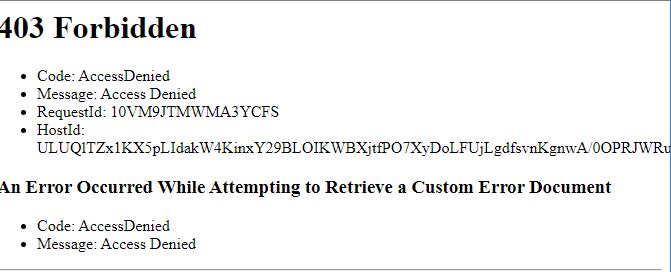 403 Forbidden
Code: AccessDenied
Message: Access Denied
RequestId: 10VM9JTMWMA3YCFS
HostId:
ULUQlTZx1KX5pLIdakW4KinxY29BLOIKWBXjtfPO7XyDoLFUjLgdfsvnKgnwA/0OPRJWRu
An Error Occurred While Attempting to Retrieve a Custom Error Document
Code: AccessDenied
Message: Access Denied